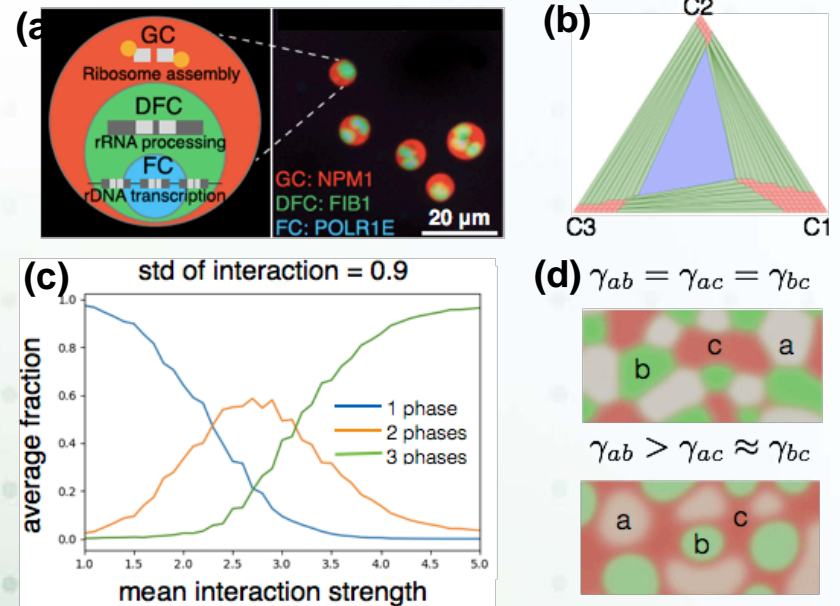 (a)
GC
Ribosome assembly
DFC
rRNA processing
FC
rDNA transcription
GC: NPM1
DFC: FIB1
FC: POLR1E
20 µm
(b)
C2
C3
C1
(c)
std of interaction = 0.9
average fraction
1.0
0.8
0.6
0.4
0.2
0.0
1 phase
2 phases
3 phases
1.0 1.5 2.0 2.5 3.0 3.5 4.0 4.5 5.0
mean interaction strength
(d)
γab = γac = γbc
c
a
b
γab > γac ≈ γbc
a
c
b